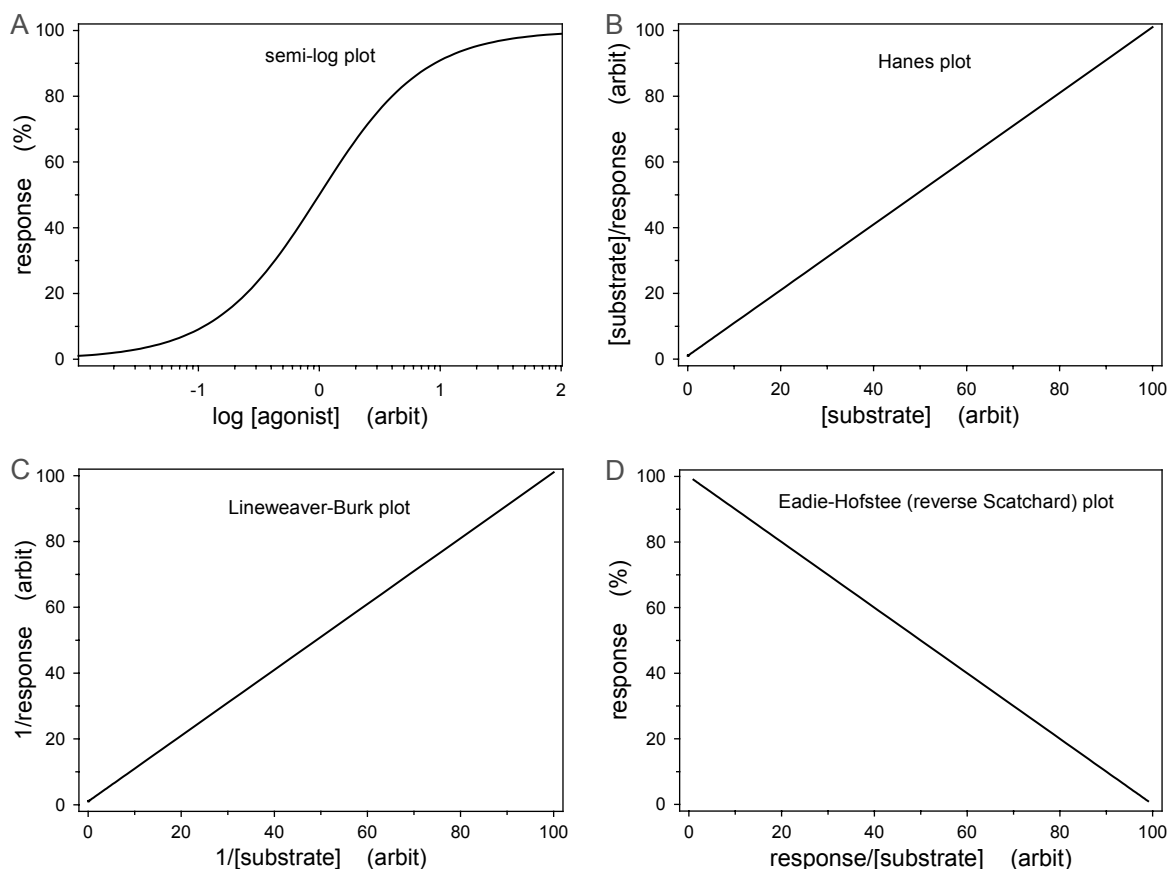 A
semi-log plot
response (%)
100
80
60
40
20
0
-1
0
1
2
log [agonist] (arbit)
B
Hanes plot
[substrate]/response (arbit)
100
80
60
40
20
0
0
20
40
60
80
100
[substrate] (arbit)
C
Lineweaver-Burk plot
1/response (arbit)
100
80
60
40
20
0
0
20
40
60
80
100
1/[substrate] (arbit)
D
Eadie-Hofstee (reverse Scatchard) plot
response (%)
100
80
60
40
20
0
0
20
40
60
80
100
response/[substrate] (arbit)